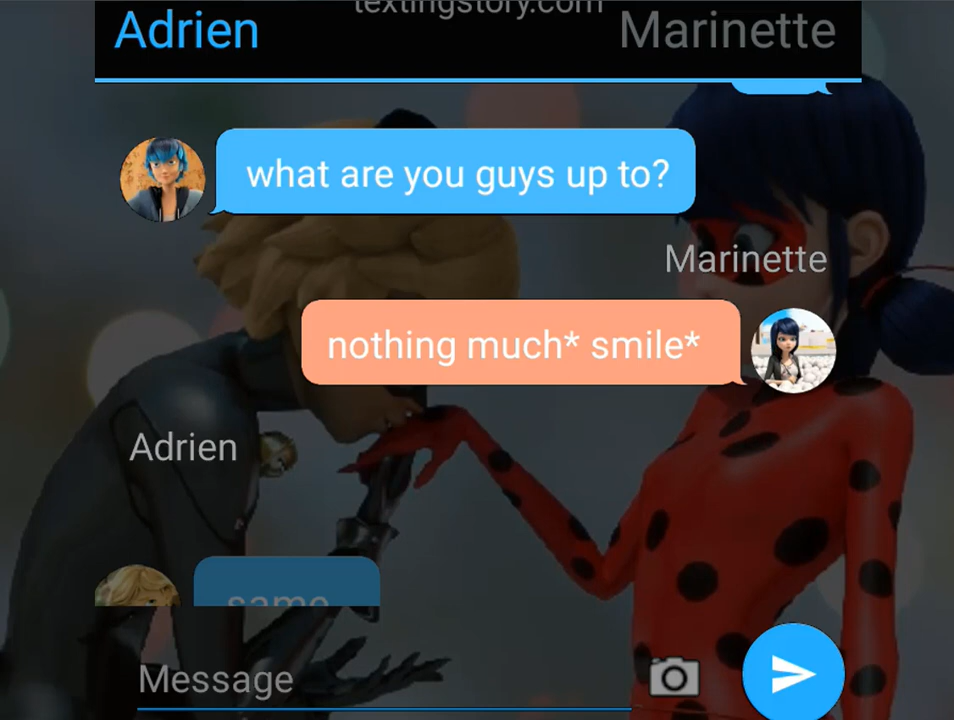 textingstory.com
Adrien
Marinette
what are you guys up to?
Marinette
nothing much* smile*
Adrien
same
Message